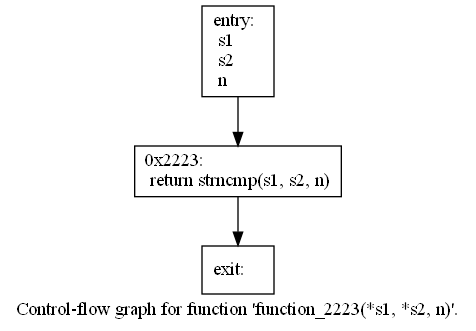 entry:
s1
s2
n
0x2223:
return strncmp(s1, s2, n)
exit:
Control-flow graph for function 'function_2223(*s1, *s2, n)'.